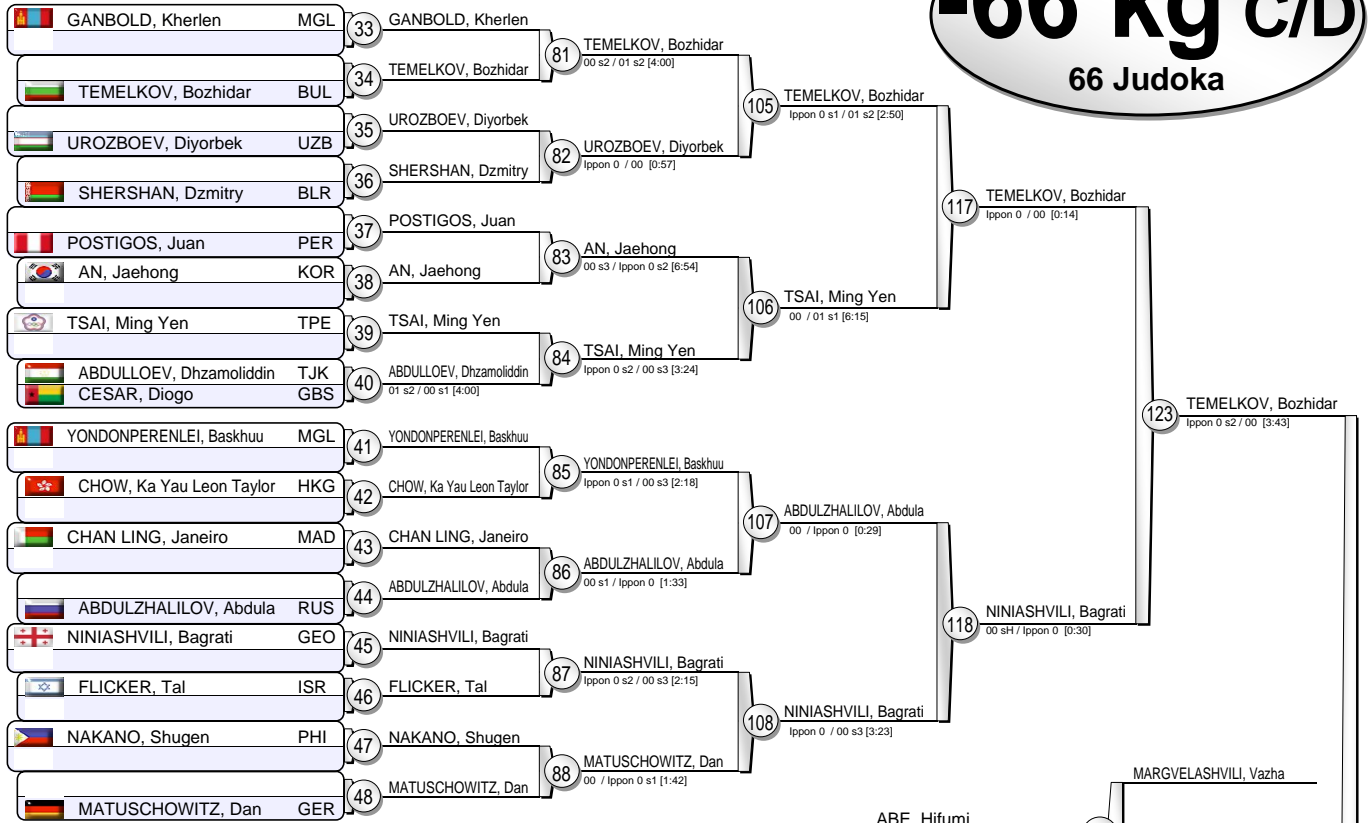 -66 kg C/D
66 Judoka
GANBOLD, Kherlen MGL
33
GANBOLD, Kherlen
81
TEMELKOV, Bozhidar
00 s2 / 01 s2 [4:00]
TEMELKOV, Bozhidar BUL
34
TEMELKOV, Bozhidar
105
TEMELKOV, Bozhidar
Ippon 0 s1 / 01 s2 [2:50]
UROZBOEV, Diyorbek UZB
35
UROZBOEV, Diyorbek
82
UROZBOEV, Diyorbek
Ippon 0 / 00 [0:57]
SHERSHAN, Dzmitry BLR
36
SHERSHAN, Dzmitry
117
TEMELKOV, Bozhidar
Ippon 0 / 00 [0:14]
POSTIGOS, Juan PER
37
POSTIGOS, Juan
83
AN, Jaehong
00 s3 / Ippon 0 s2 [6:54]
AN, Jaehong KOR
38
AN, Jaehong
106
TSAI, Ming Yen
00 / 01 s1 [6:15]
TSAI, Ming Yen TPE
39
TSAI, Ming Yen
84
TSAI, Ming Yen
Ippon 0 s2 / 00 s3 [3:24]
ABDULLOEV, Dhzamoliddin TJK
CESAR, Diogo GBS
40
ABDULLOEV, Dhzamoliddin
01 s2 / 00 s1 [4:00]
123
TEMELKOV, Bozhidar
Ippon 0 s2 / 00 [3:43]
YONDONPERENLEI, Baskhuu MGL
41
YONDONPERENLEI, Baskhuu
85
YONDONPERENLEI, Baskhuu
Ippon 0 s1 / 00 s3 [2:18]
CHOW, Ka Yau Leon Taylor HKG
42
CHOW, Ka Yau Leon Taylor
107
ABDULZHALILOV, Abdula
00 / Ippon 0 [0:29]
CHAN LING, Janeiro MAD
43
CHAN LING, Janeiro
86
ABDULZHALILOV, Abdula
00 s1 / Ippon 0 [1:33]
ABDULZHALILOV, Abdula RUS
44
ABDULZHALILOV, Abdula
118
NINIASHVILI, Bagrati
00 sH / Ippon 0 [0:30]
NINIASHVILI, Bagrati GEO
45
NINIASHVILI, Bagrati
87
NINIASHVILI, Bagrati
Ippon 0 s2 / 00 s3 [2:15]
FLICKER, Tal ISR
46
FLICKER, Tal
108
NINIASHVILI, Bagrati
Ippon 0 / 00 s3 [3:23]
NAKANO, Shugen PHI
47
NAKANO, Shugen
88
MATUSCHOWITZ, Dan
00 / Ippon 0 s1 [1:42]
MATUSCHOWITZ, Dan GER
48
MATUSCHOWITZ, Dan
MARGVELASHVILI, Vazha
ABE, Hifumi